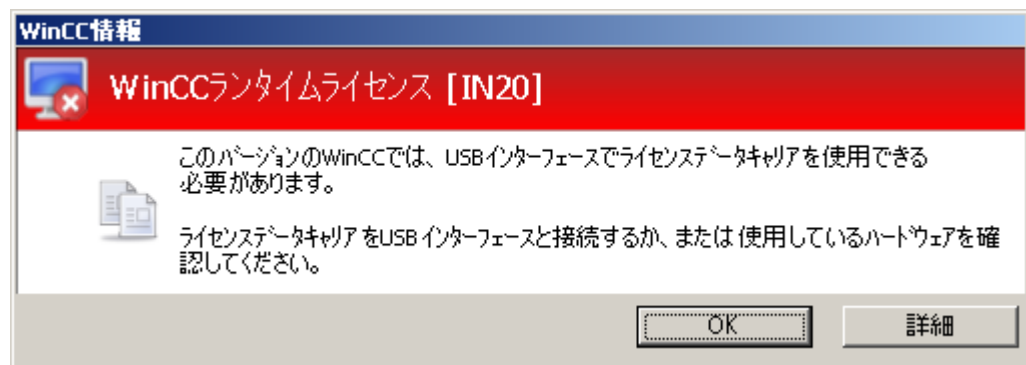 WinCC情報
WinCCランタイムライセンス [IN20]
このバージョンのWinCCでは、USBインターフェースでライセンスデータキャリアを使用できる
必要があります。
ライセンスデータキャリアをUSBインターフェースと接続するか、または使用しているハードウェアを確
認してください。
OK
詳細